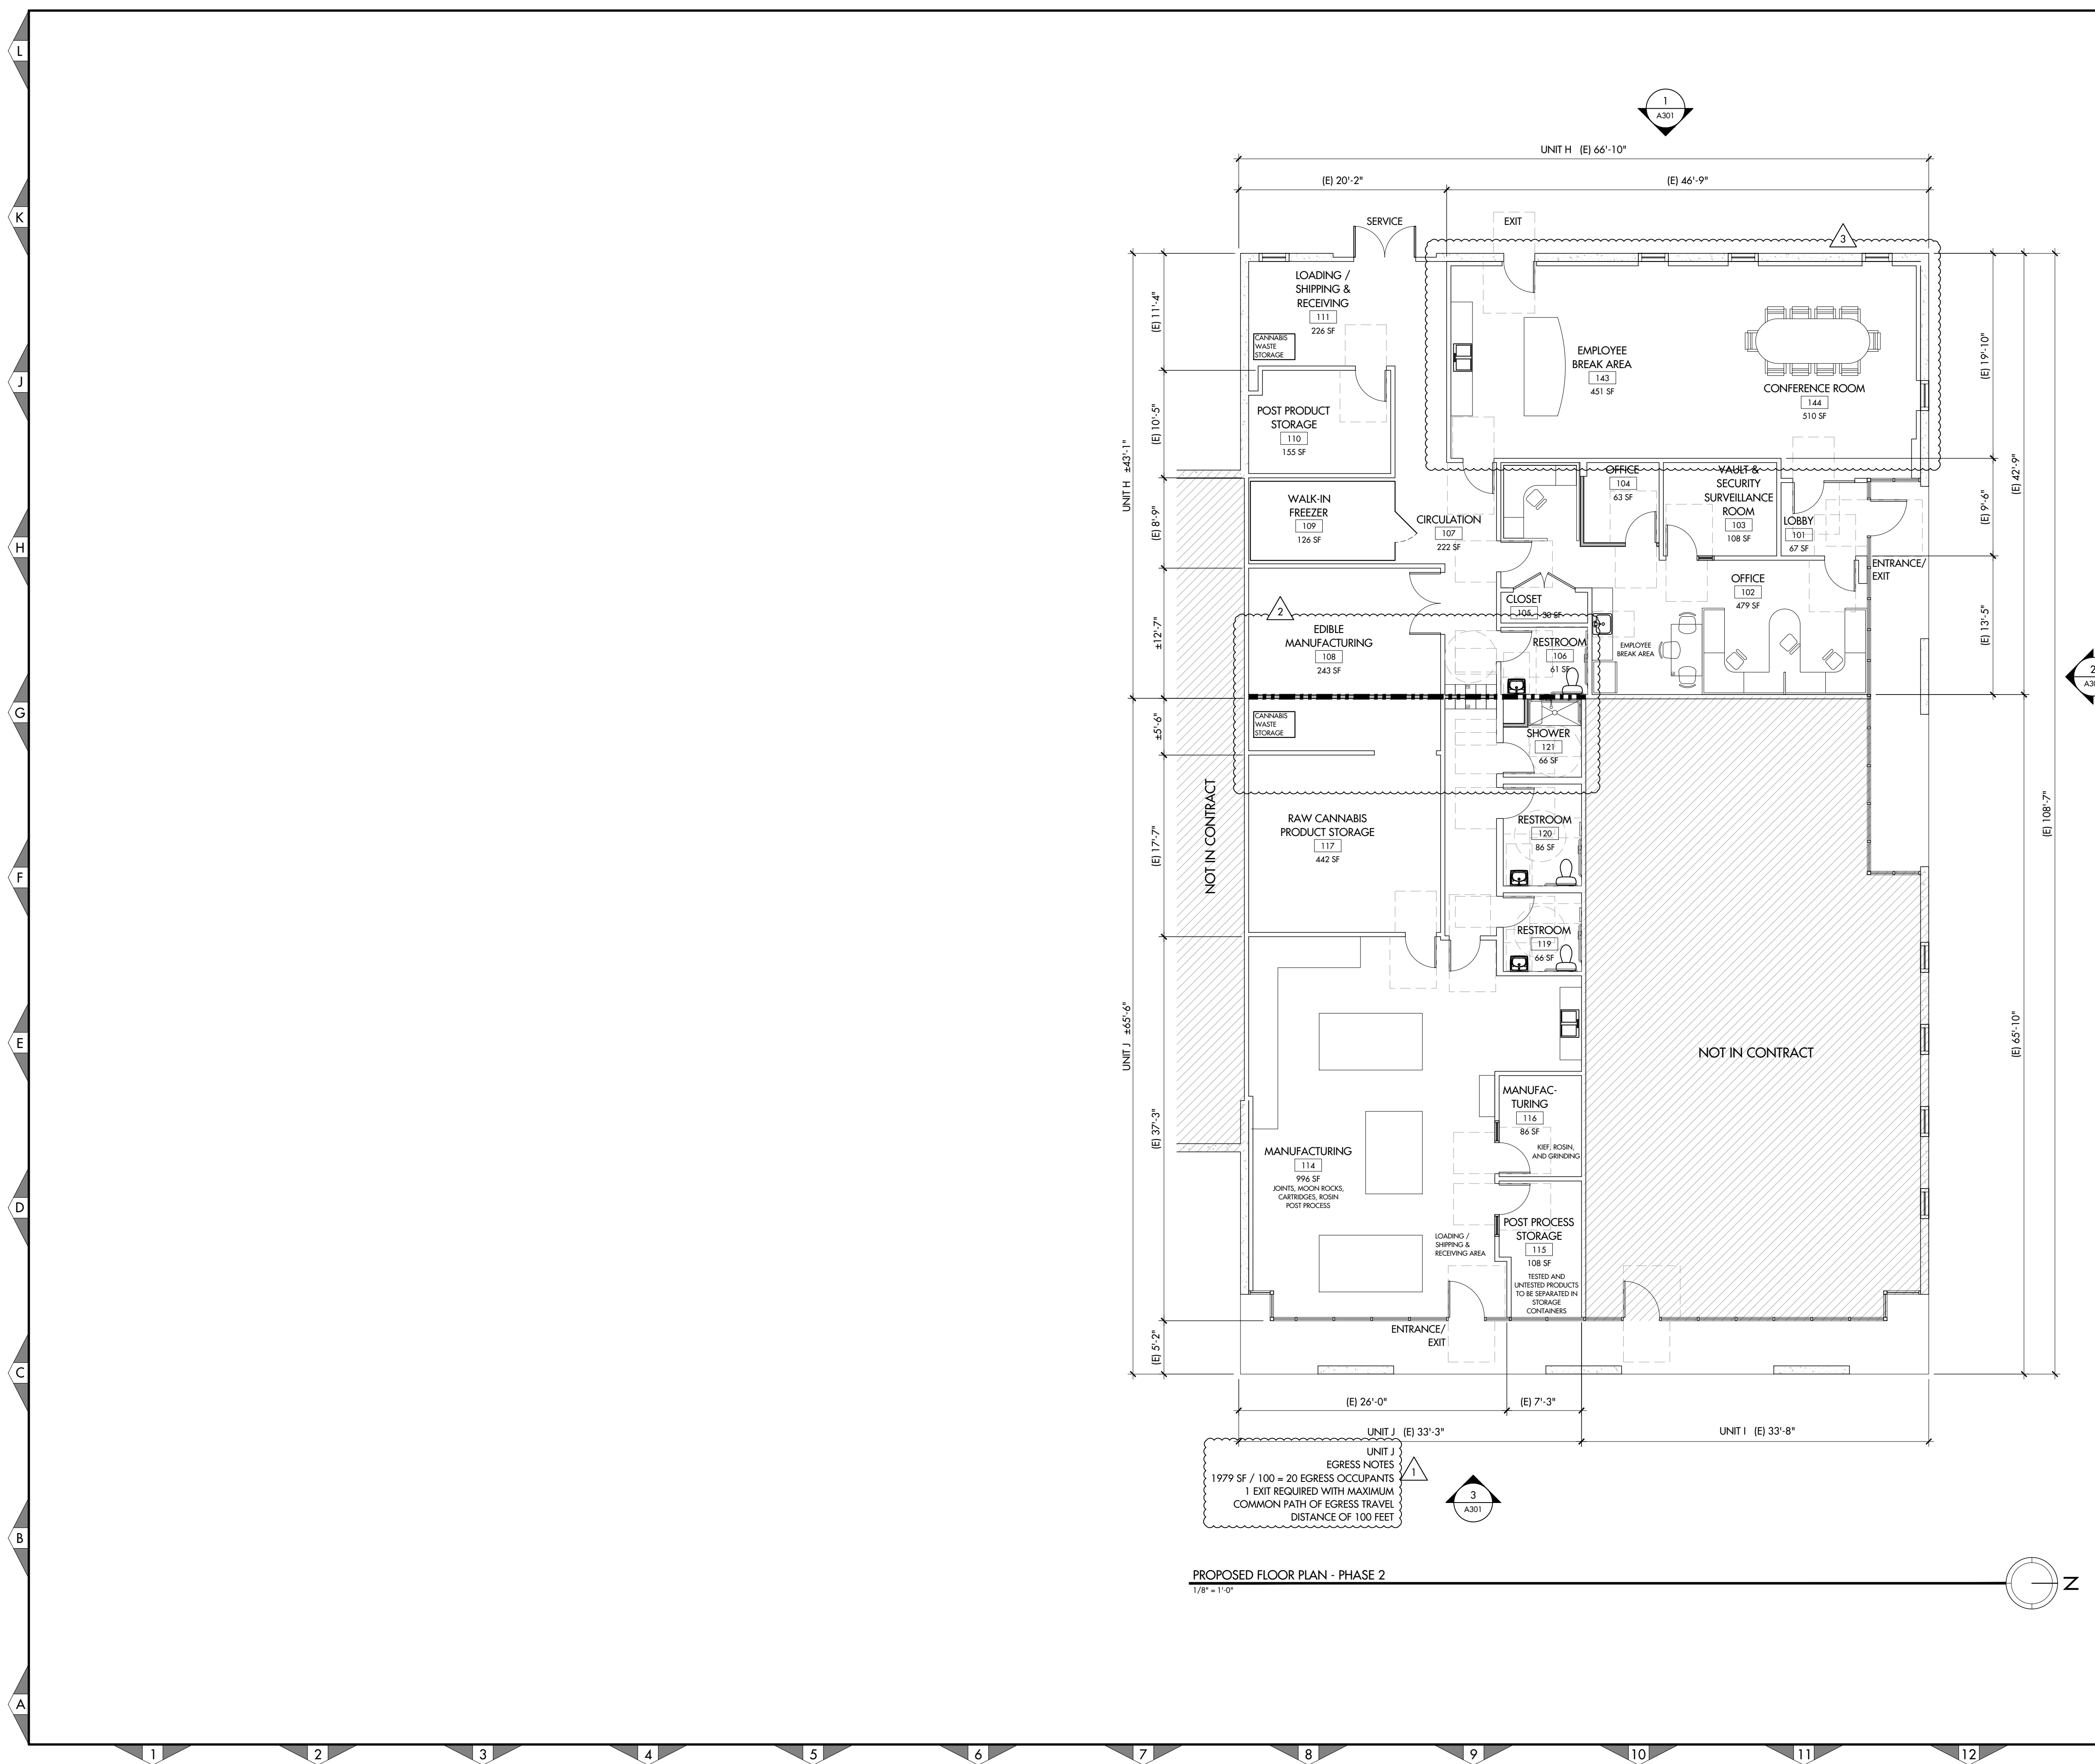 L
K
J
H
G
F
E
D
C
B
A
1
2
3
4
5
6
7
8
9
10
11
12
1
A301
UNIT H (E) 66'-10"
(E) 20'-2"
(E) 46'-9"
SERVICE
EXIT
3
LOADING /
SHIPPING &
RECEIVING
111
226 SF
CANNABIS
WASTE
STORAGE
EMPLOYEE
BREAK AREA
143
451 SF
CONFERENCE ROOM
144
510 SF
POST PRODUCT
STORAGE
110
155 SF
WALK-IN
FREEZER
109
126 SF
CIRCULATION
107
222 SF
OFFICE
104
63 SF
VAULT &
SECURITY
SURVEILLANCE
ROOM
103
108 SF
LOBBY
101
67 SF
ENTRANCE/
EXIT
OFFICE
102
479 SF
CLOSET
105
30 SF
2
EDIBLE
MANUFACTURING
108
243 SF
RESTROOM
106
61 SF
EMPLOYEE
BREAK AREA
CANNABIS
WASTE
STORAGE
SHOWER
121
66 SF
RAW CANNABIS
PRODUCT STORAGE
117
442 SF
RESTROOM
120
86 SF
RESTROOM
119
66 SF
NOT IN CONTRACT
NOT IN CONTRACT
MANUFAC-
TURING
116
86 SF
KIEF, ROSIN,
AND GRINDING
MANUFACTURING
114
996 SF
JOINTS, MOON ROCKS,
CARTRIDGES, ROSIN
POST PROCESS
LOADING /
SHIPPING &
RECEIVING AREA
POST PROCESS
STORAGE
115
108 SF
TESTED AND
UNTESTED PRODUCTS
TO BE SEPARATED IN
STORAGE
CONTAINERS
ENTRANCE/
EXIT
UNIT H ±43'-1"
UNIT J ±65'-6"
(E) 11'-4"
(E) 10'-5"
(E) 8'-9"
±12'-7"
±5'-6"
(E) 17'-7"
(E) 37'-3"
(E) 5'-2"
(E) 19'-10"
(E) 9'-6"
(E) 13'-5"
(E) 42'-9"
(E) 65'-10"
(E) 108'-7"
2
(E) 26'-0"
(E) 7'-3"
UNIT J (E) 33'-3"
UNIT I (E) 33'-8"
UNIT J
EGRESS NOTES
1979 SF / 100 = 20 EGRESS OCCUPANTS
1 EXIT REQUIRED WITH MAXIMUM
COMMON PATH OF EGRESS TRAVEL
DISTANCE OF 100 FEET
1
3
A301
PROPOSED FLOOR PLAN - PHASE 2
1/8" = 1'-0"
N